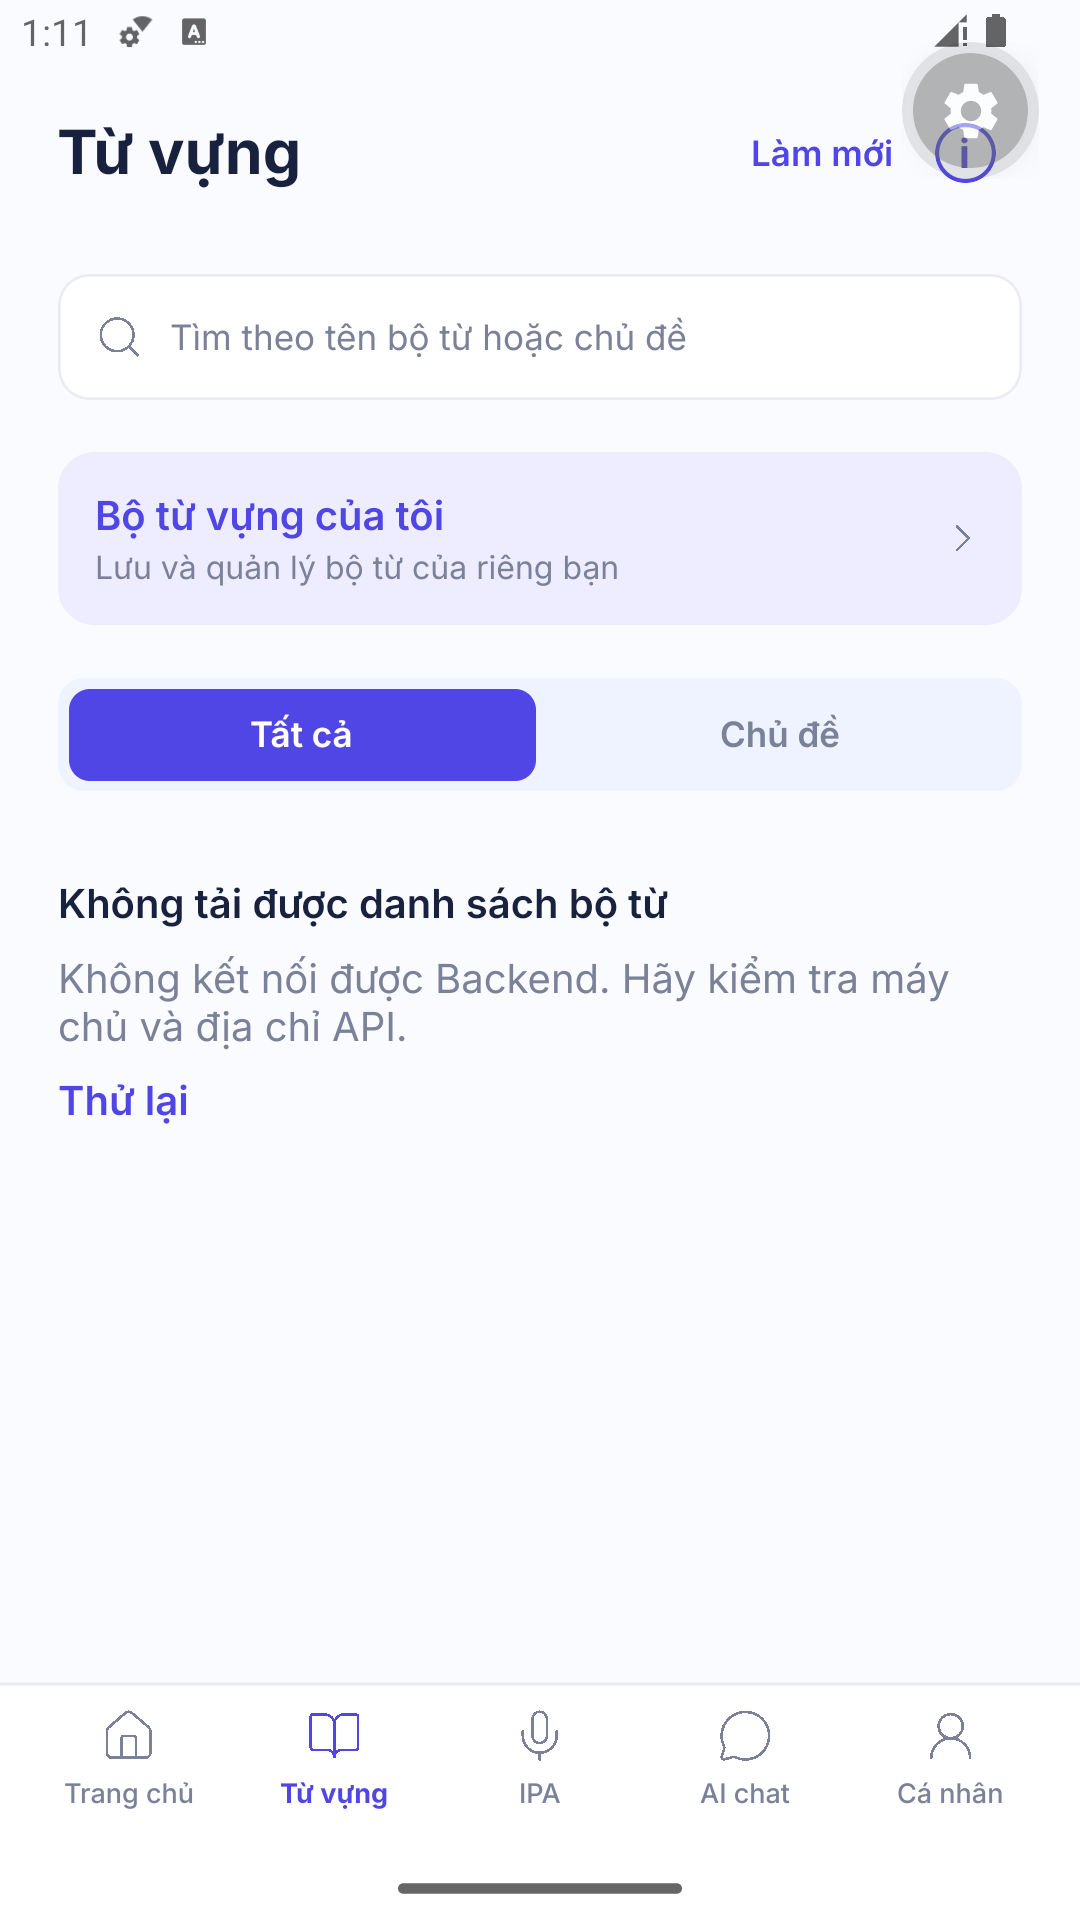 1:11
Từ vựng
Làm mới
Tìm theo tên bộ từ hoặc chủ đề
Bộ từ vựng của tôi
Lưu và quản lý bộ từ của riêng bạn
Tất cả
Chủ đề
Không tải được danh sách bộ từ
Không kết nối được Backend. Hãy kiểm tra máy
chủ và địa chỉ API.
Thử lại
Trang chủ
Từ vựng
IPA
AI chat
Cá nhân